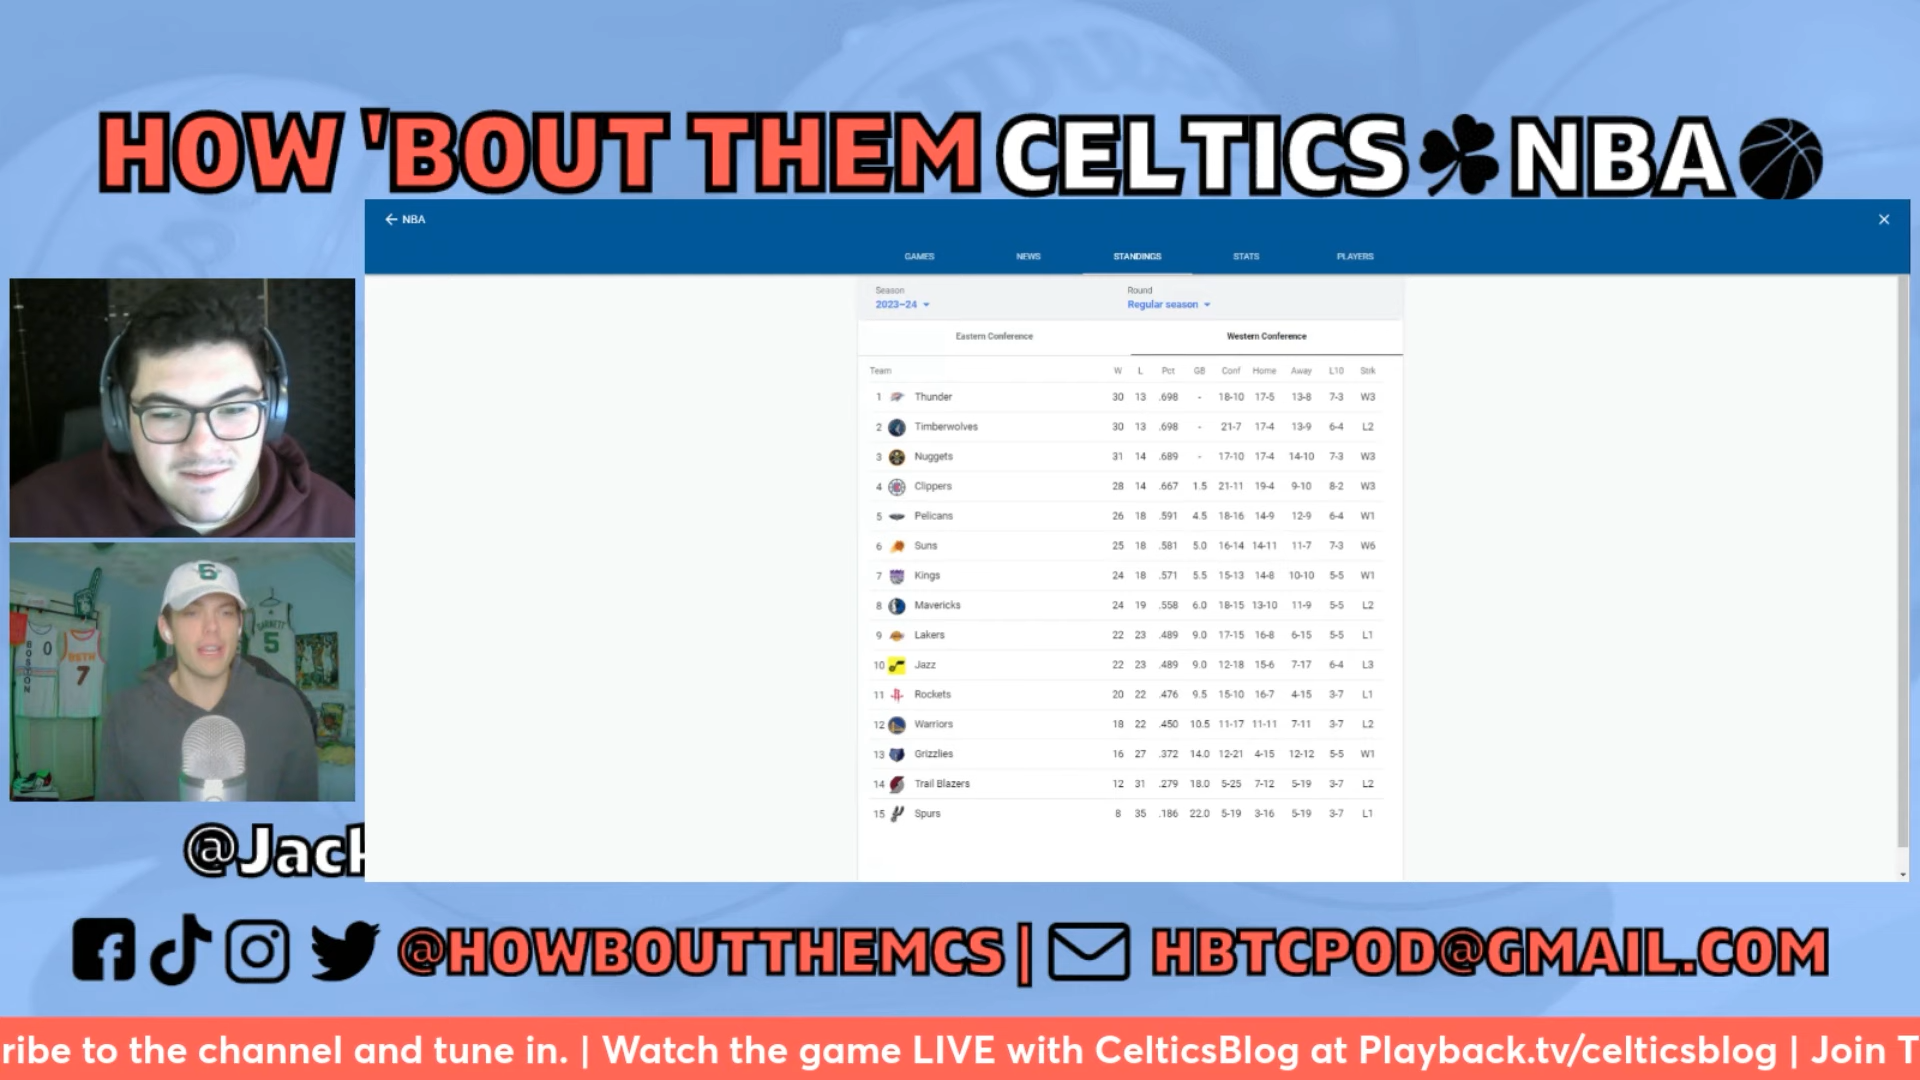 HOW 'BOUT THEM CELTICS NBA
← NBA ×
GAMES NEWS STANDINGS STATS PLAYERS
Season Round
2023–24 Regular season
Eastern Conference Western Conference
Team W L Pct GB Conf Home Away L10 Strk
1 Thunder 30 13 .698 - 18-10 17-5 13-8 7-3 W3
2 Timberwolves 30 13 .698 - 21-7 17-4 13-9 6-4 L2
3 Nuggets 31 14 .689 - 17-10 17-4 14-10 7-3 W3
4 Clippers 28 14 .667 1.5 21-11 19-4 9-10 8-2 W3
5 Pelicans 26 18 .591 4.5 18-16 14-9 12-9 6-4 W1
6 Suns 25 18 .581 5.0 16-14 14-11 11-7 7-3 W6
7 Kings 24 18 .571 5.5 15-13 14-8 10-10 5-5 W1
8 Mavericks 24 19 .558 6.0 18-15 13-10 11-9 5-5 L2
9 Lakers 22 23 .489 9.0 17-15 16-8 6-15 5-5 L1
10 Jazz 22 23 .489 9.0 12-18 15-6 7-17 6-4 L3
11 Rockets 20 22 .476 9.5 15-10 16-7 4-15 3-7 L1
12 Warriors 18 22 .450 10.5 11-17 11-11 7-11 3-7 L2
13 Grizzlies 16 27 .372 14.0 12-21 4-15 12-12 5-5 W1
14 Trail Blazers 12 31 .279 18.0 5-25 7-12 5-19 3-7 L2
15 Spurs 8 35 .186 22.0 5-19 3-16 5-19 3-7 L1
6
BOSTON 0
7
GARNETT
5
@Jack
@HOWBOUTTHEMCS | HBTCPOD@GMAIL.COM
ribe to the channel and tune in. | Watch the game LIVE with CelticsBlog at Playback.tv/celticsblog | Join T